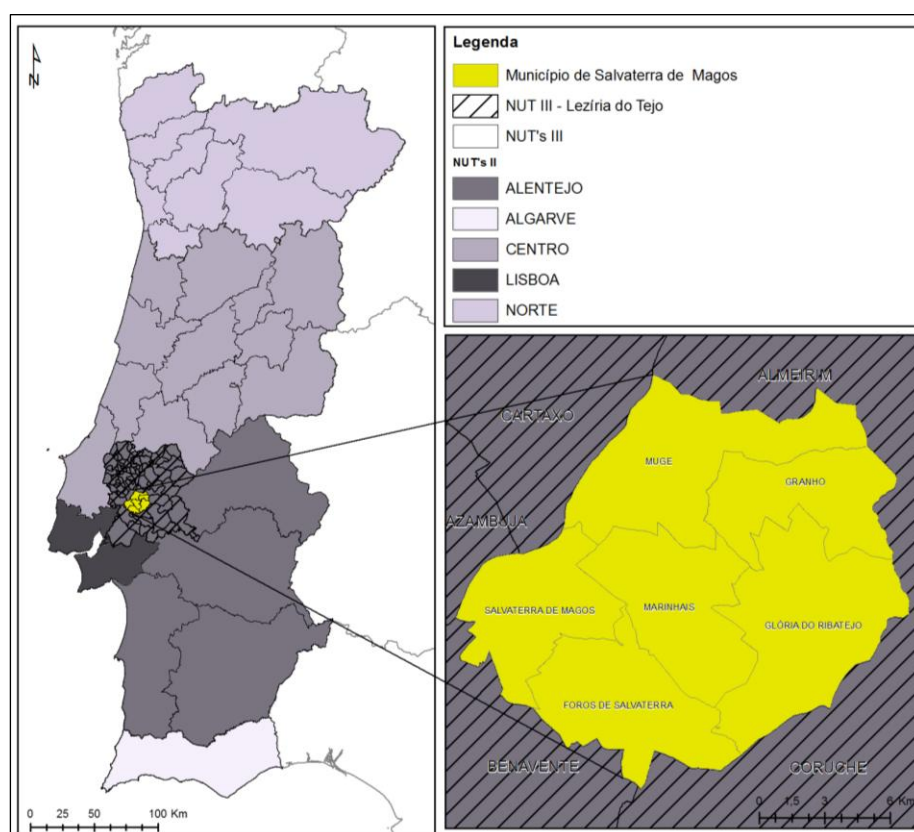 N
Legenda
Município de Salvaterra de Magos
NUT III - Lezíria do Tejo
NUT's III
NUT's II
ALENTEJO
ALGARVE
CENTRO
LISBOA
NORTE
ALMEIRIM
CARTAXO
MUGE
GRANHO
AZAMBUJA
SALVATERRA DE MAGOS
MARINHAIS
GLÓRIA DO RIBATEJO
FOROS DE SALVATERRA
BENAVENTE
CORUCHE
0 25 50 100 Km
0 1,5 3 6 Km